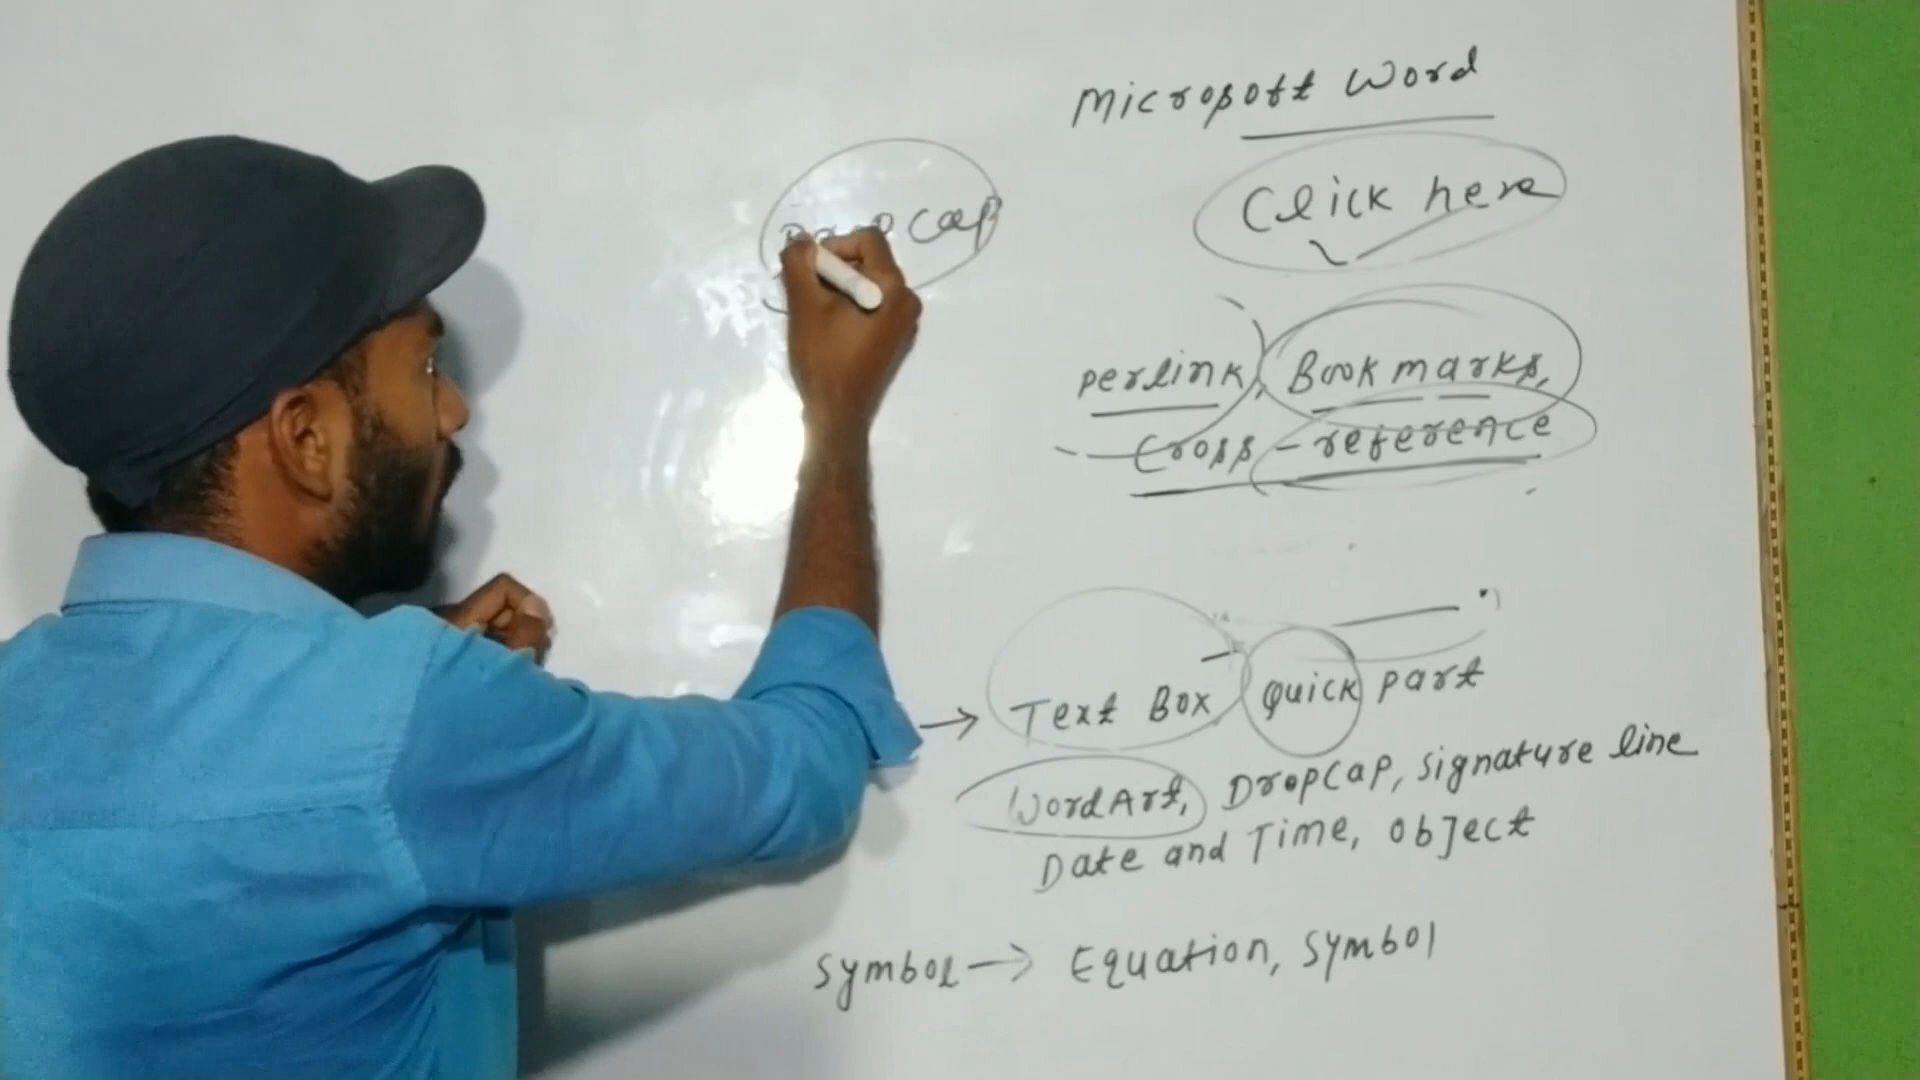 Microsoft Word
Click here
DropCap
perlink, Bookmarks,
Cross-reference
→ Text Box, Quick part
WordArt, DropCap, Signature line
Date and Time, Object
Symbol → Equation, Symbol